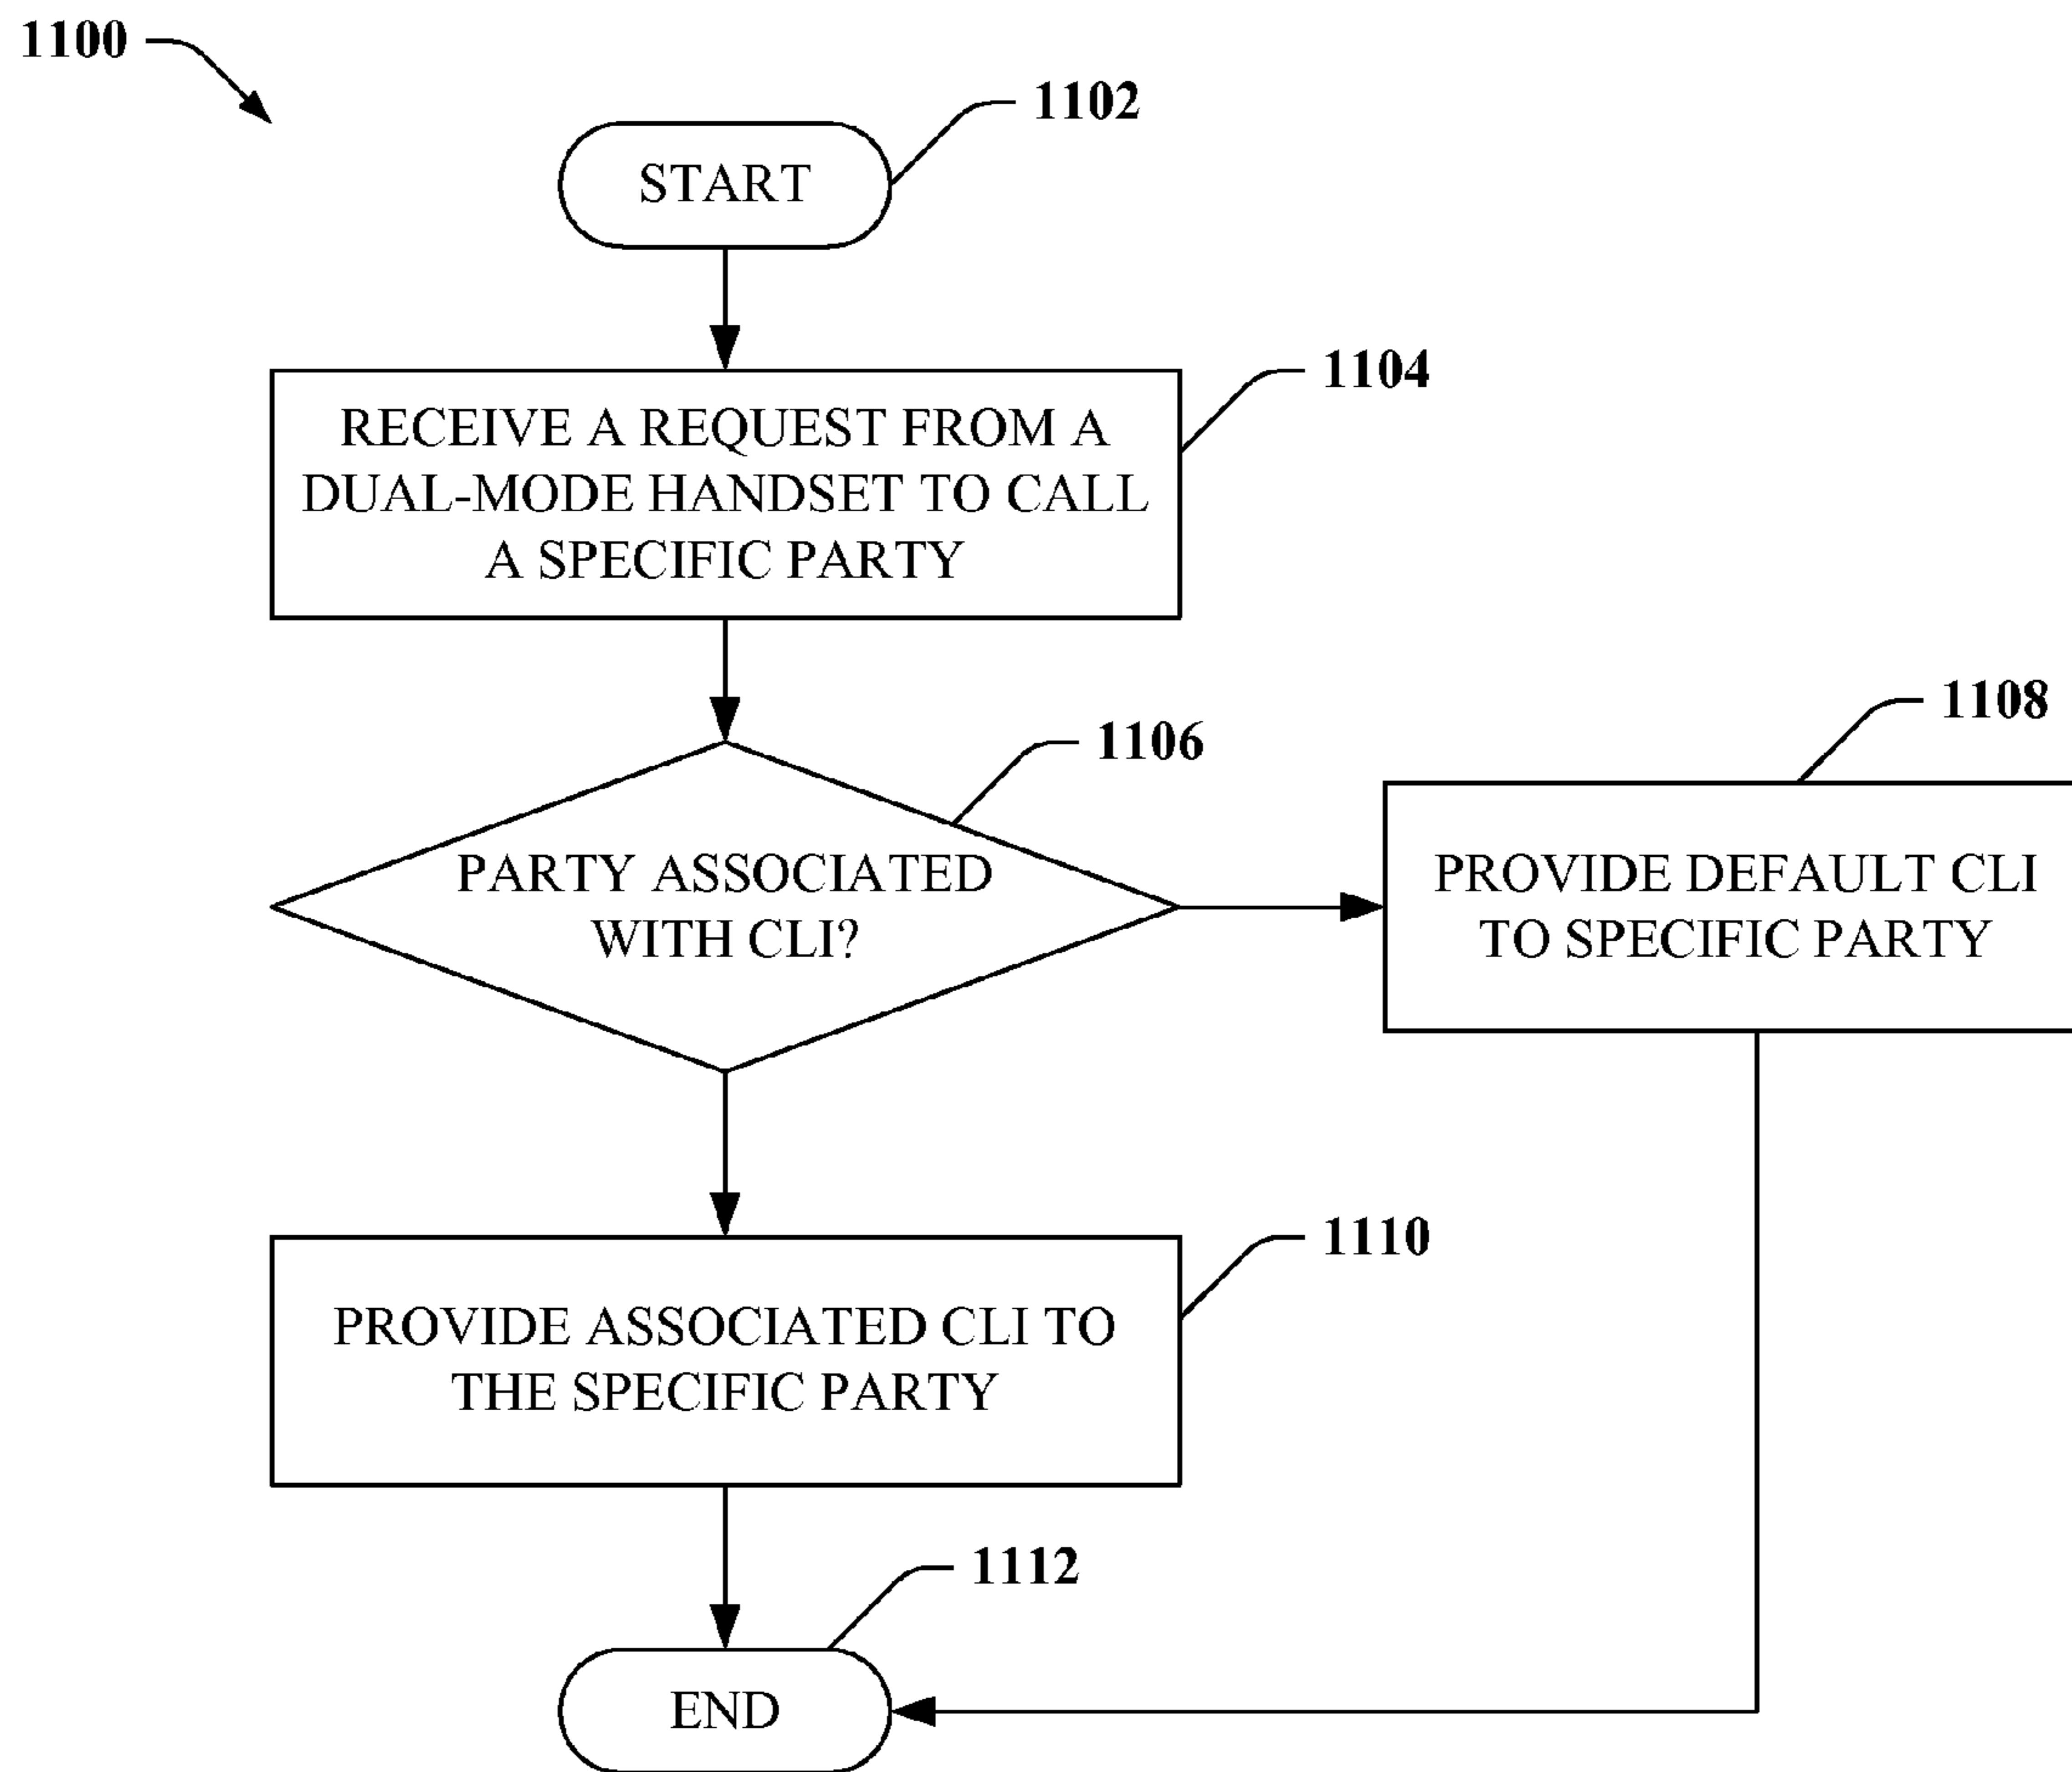 1100
1102
START
1104
RECEIVE A REQUEST FROM A
DUAL-MODE HANDSET TO CALL
A SPECIFIC PARTY
1106
PARTY ASSOCIATED
WITH CLI?
1108
PROVIDE DEFAULT CLI
TO SPECIFIC PARTY
1110
PROVIDE ASSOCIATED CLI TO
THE SPECIFIC PARTY
1112
END